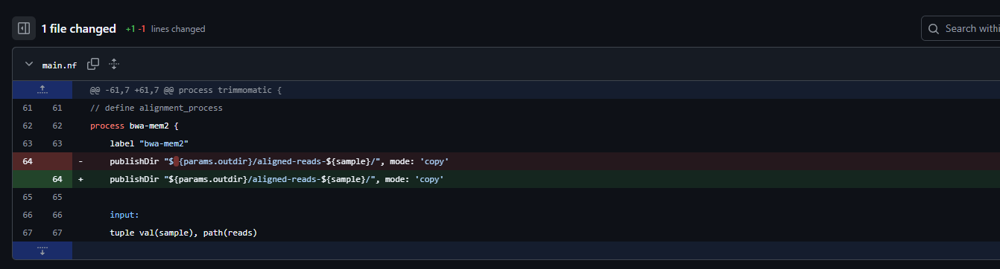 1 file changed +1 -1 lines changed
Search withi
main.nf
@@ -61,7 +61,7 @@ process trimmomatic {
61 61 // define alignment_process
62 62 process bwa-mem2 {
63 63 label "bwa-mem2"
64 - publishDir "$ {params.outdir}/aligned-reads-${sample}/", mode: 'copy'
64 + publishDir "${params.outdir}/aligned-reads-${sample}/", mode: 'copy'
65 65
66 66 input:
67 67 tuple val(sample), path(reads)